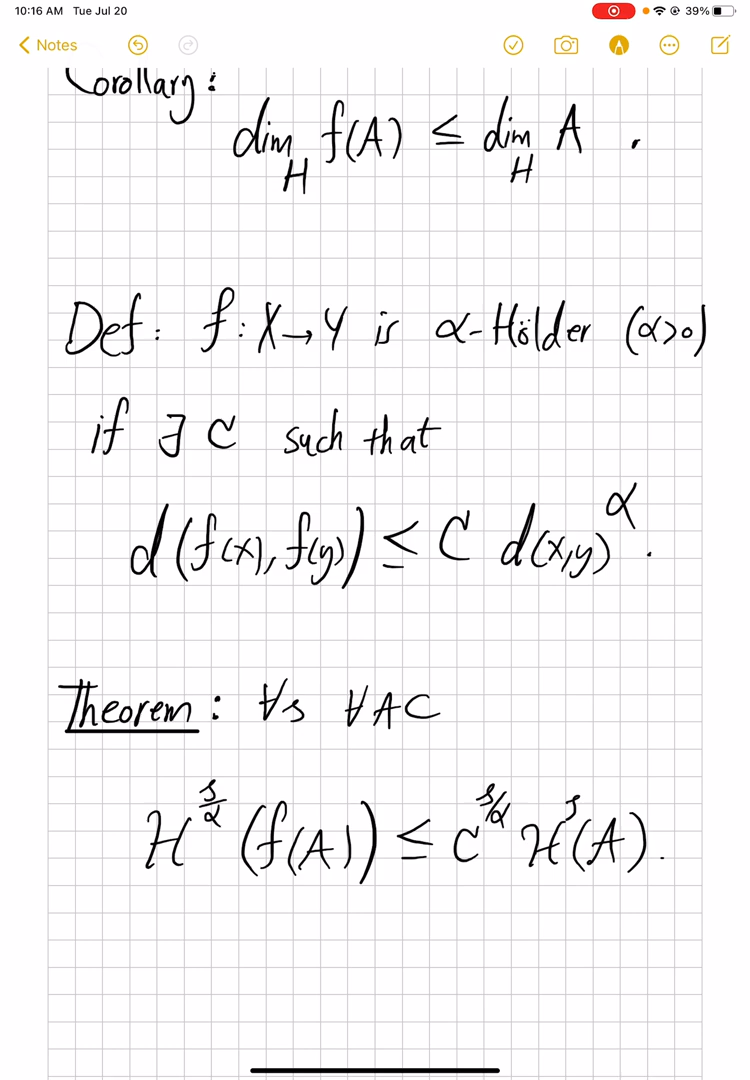 10:16 AM Tue Jul 20
39%
Notes
Corollary:
dim_H f(A) ≤ dim_H A .
Def: f: X → Y is α-Hölder (α>0)
if ∃ C such that
d(f(x), f(y)) ≤ C d(x,y)^α .
Theorem: ∀s ∀A⊂
H^{s/α} (f(A)) ≤ C^{s/α} H^s(A).